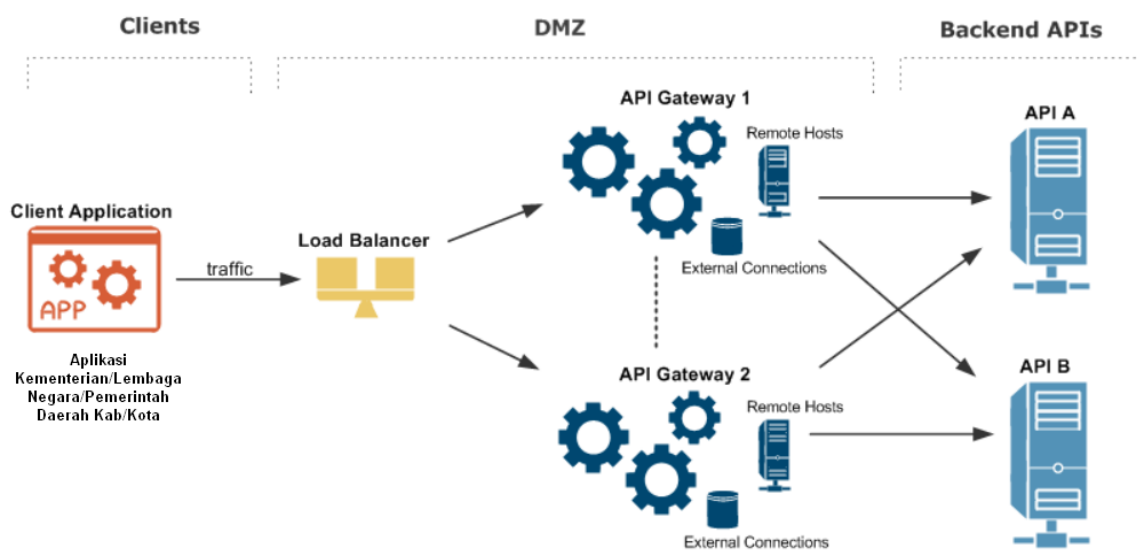 Clients
DMZ
Backend APIs
API Gateway 1
Remote Hosts
External Connections
API A
Client Application
APP
traffic
Load Balancer
Aplikasi
Kementerian/Lembaga
Negara/Pemerintah
Daerah Kab/Kota
API Gateway 2
Remote Hosts
External Connections
API B